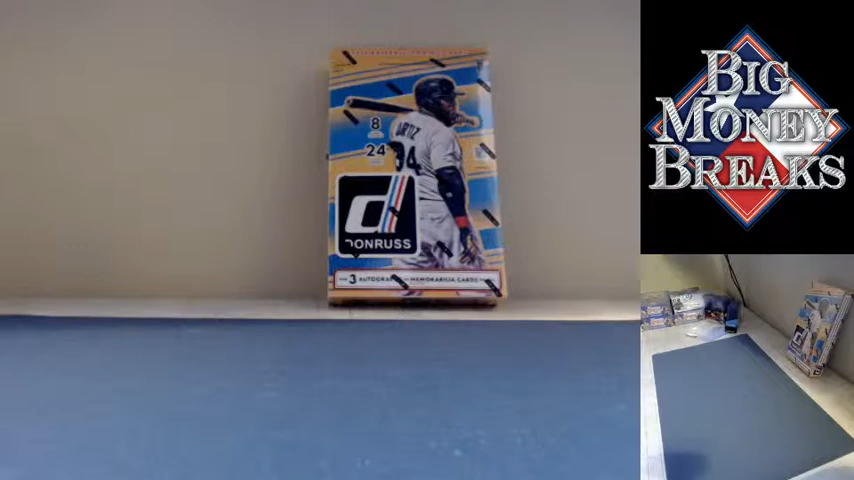 8
24
ORTIZ
34
DONRUSS
3 AUTOGRAPH MEMORABILIA CARDS
BIG
MONEY
BREAKS